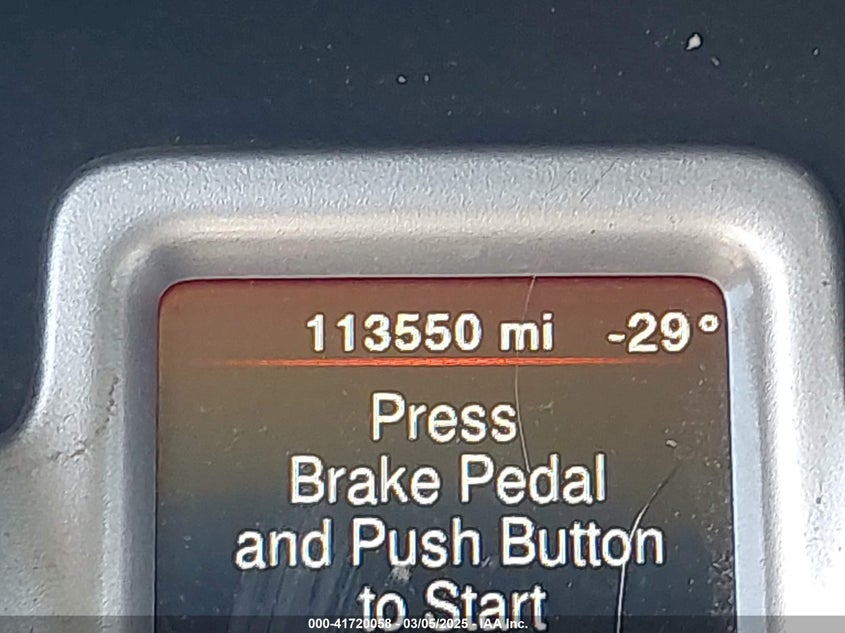 113550 mi -29°
Press
Brake Pedal
and Push Button
to Start
000-41720058 - 03/05/2025 - IAA Inc.